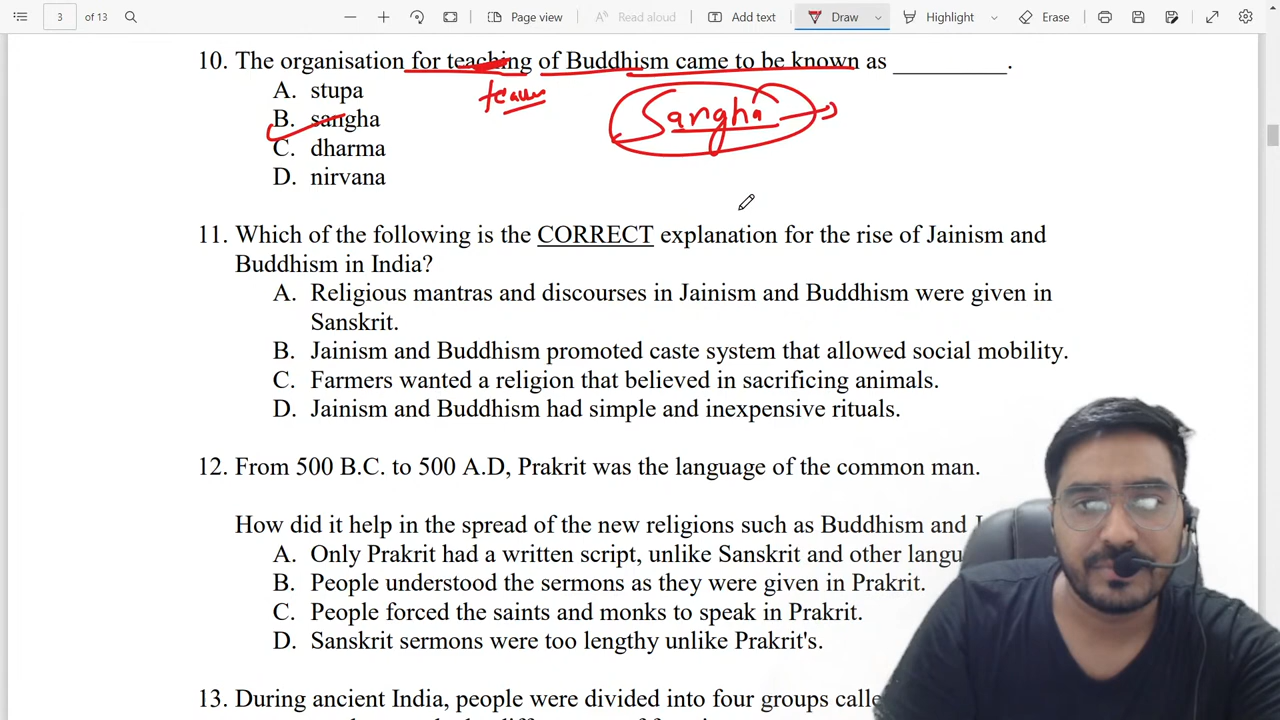 3 of 13 Page view Read aloud Add text Draw Highlight Erase
10. The organisation for teaching of Buddhism came to be known as _________.
A. stupa
Sangha
B. sangha
C. dharma
D. nirvana
11. Which of the following is the CORRECT explanation for the rise of Jainism and
Buddhism in India?
A. Religious mantras and discourses in Jainism and Buddhism were given in
Sanskrit.
B. Jainism and Buddhism promoted caste system that allowed social mobility.
C. Farmers wanted a religion that believed in sacrificing animals.
D. Jainism and Buddhism had simple and inexpensive rituals.
12. From 500 B.C. to 500 A.D, Prakrit was the language of the common man.
How did it help in the spread of the new religions such as Buddhism and
A. Only Prakrit had a written script, unlike Sanskrit and other
B. People understood the sermons as they were given in Prakrit.
C. People forced the saints and monks to speak in Prakrit.
D. Sanskrit sermons were too lengthy unlike Prakrit's.
13. During ancient India, people were divided into four groups